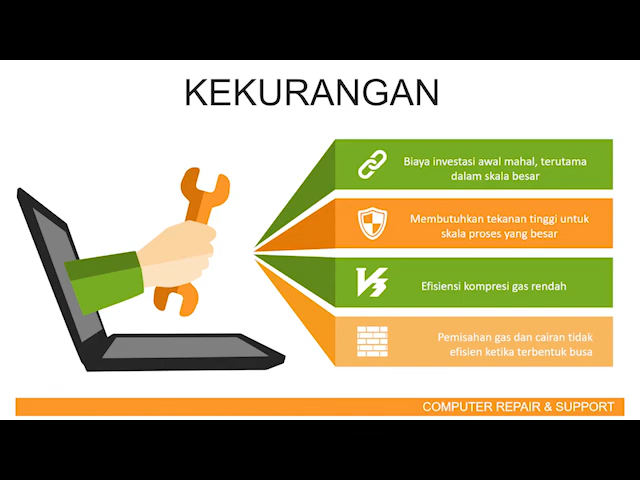 KEKURANGAN
Biaya investasi awal mahal, terutama
dalam skala besar
Membutuhkan tekanan tinggi untuk
skala proses yang besar
Efisiensi kompresi gas rendah
Pemisahan gas dan cairan tidak
efisien ketika terbentuk busa
COMPUTER REPAIR & SUPPORT